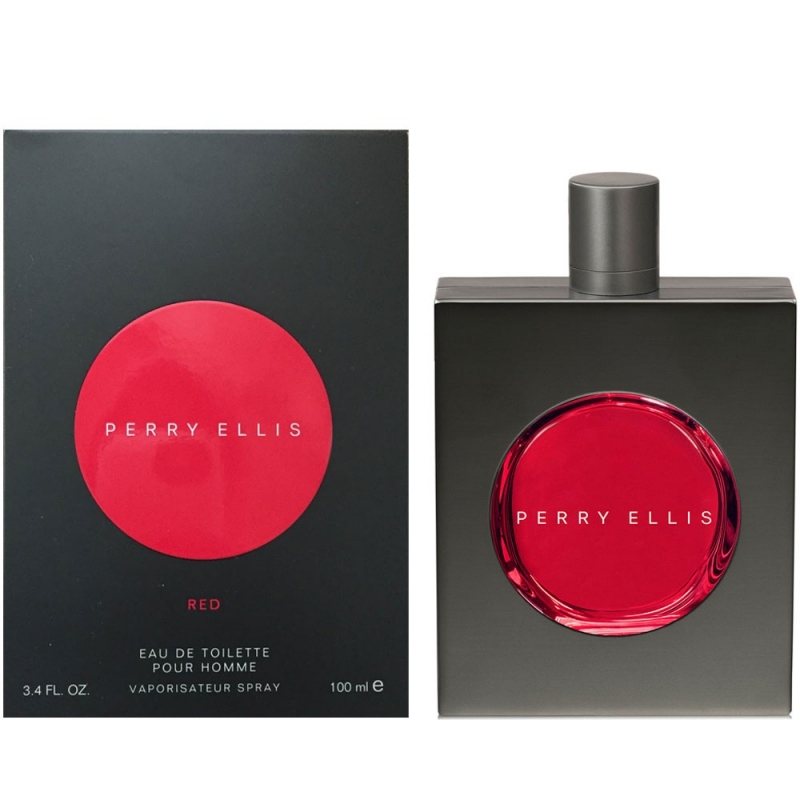 PERRY ELLIS
RED
EAU DE TOILETTE
POUR HOMME
3.4 FL. OZ. VAPORISATEUR SPRAY 100 ml e
PERRY ELLIS